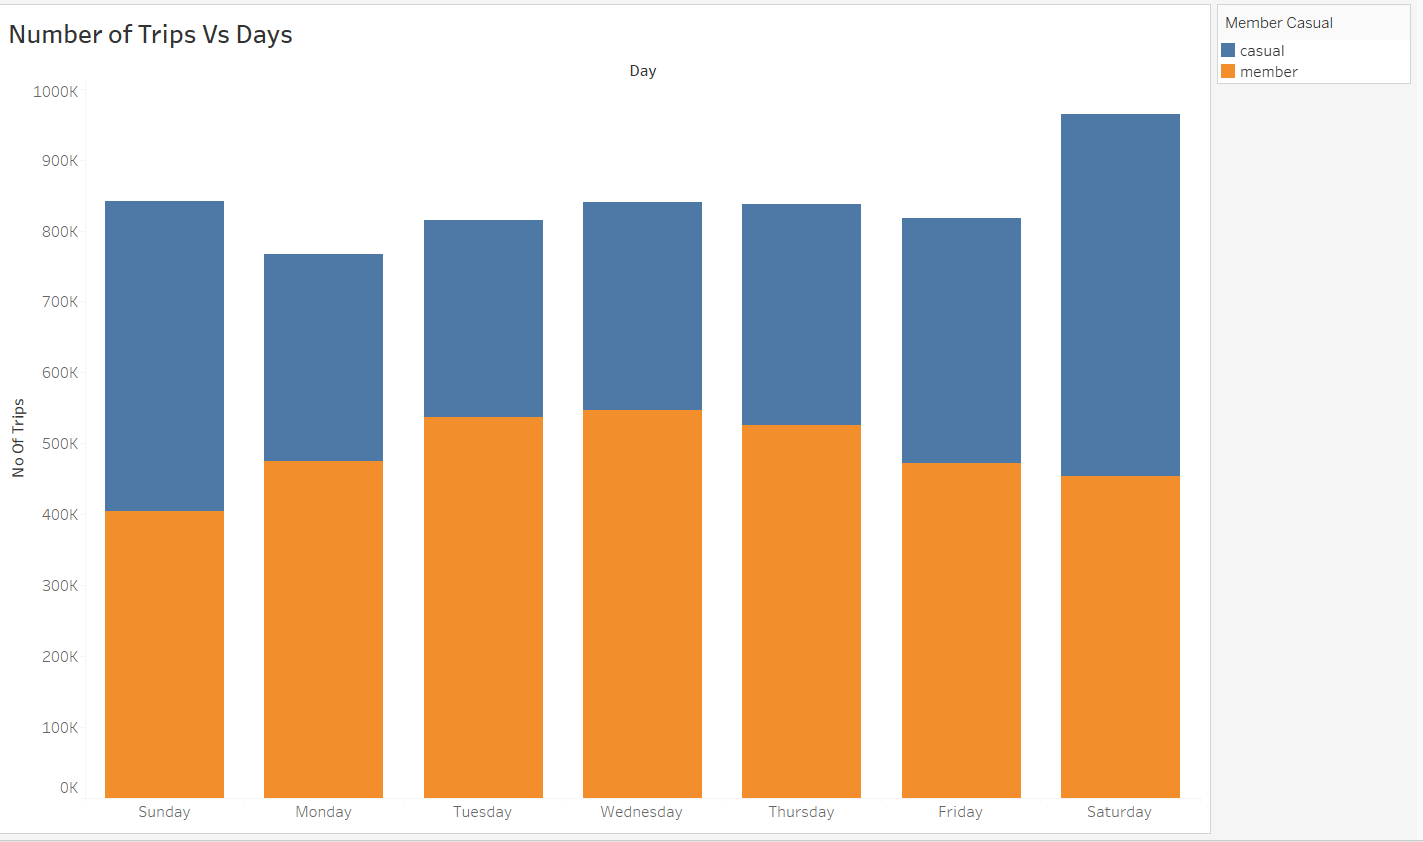 Number of Trips Vs Days
Day
1000K
900K
800K
700K
600K
500K
400K
300K
200K
100K
0K
No Of Trips
Sunday Monday Tuesday Wednesday Thursday Friday Saturday
Member Casual
casual
member